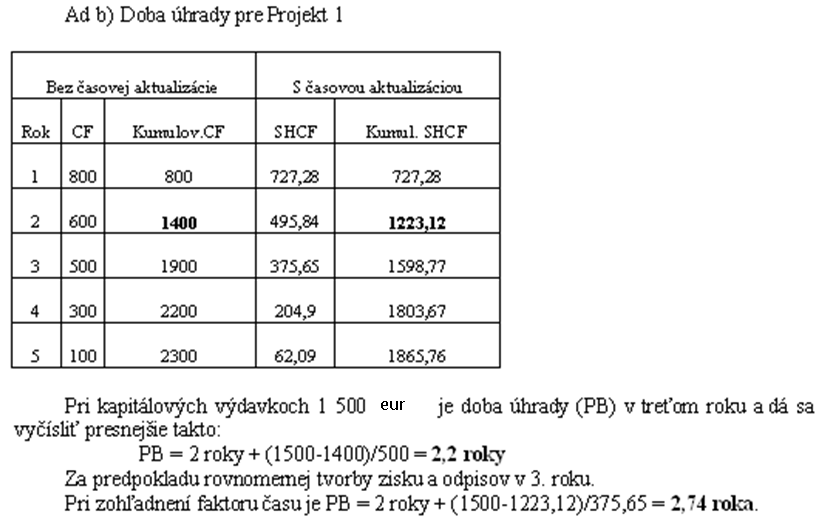 Ad b) Doba úhrady pre Projekt 1
Bez časovej aktualizácie S časovou aktualizáciou
Rok CF Kumulov.CF SHCF Kumul. SHCF
1 800 800 727,28 727,28
2 600 1400 495,84 1223,12
3 500 1900 375,65 1598,77
4 300 2200 204,9 1803,67
5 100 2300 62,09 1865,76
Pri kapitálových výdavkoch 1 500 eur je doba úhrady (PB) v treťom roku a dá sa
vyčísliť presnejšie takto:
PB = 2 roky + (1500-1400)/500 = 2,2 roky
Za predpokladu rovnomernej tvorby zisku a odpisov v 3. roku.
Pri zohľadnení faktoru času je PB = 2 roky + (1500-1223,12)/375,65 = 2,74 roka.